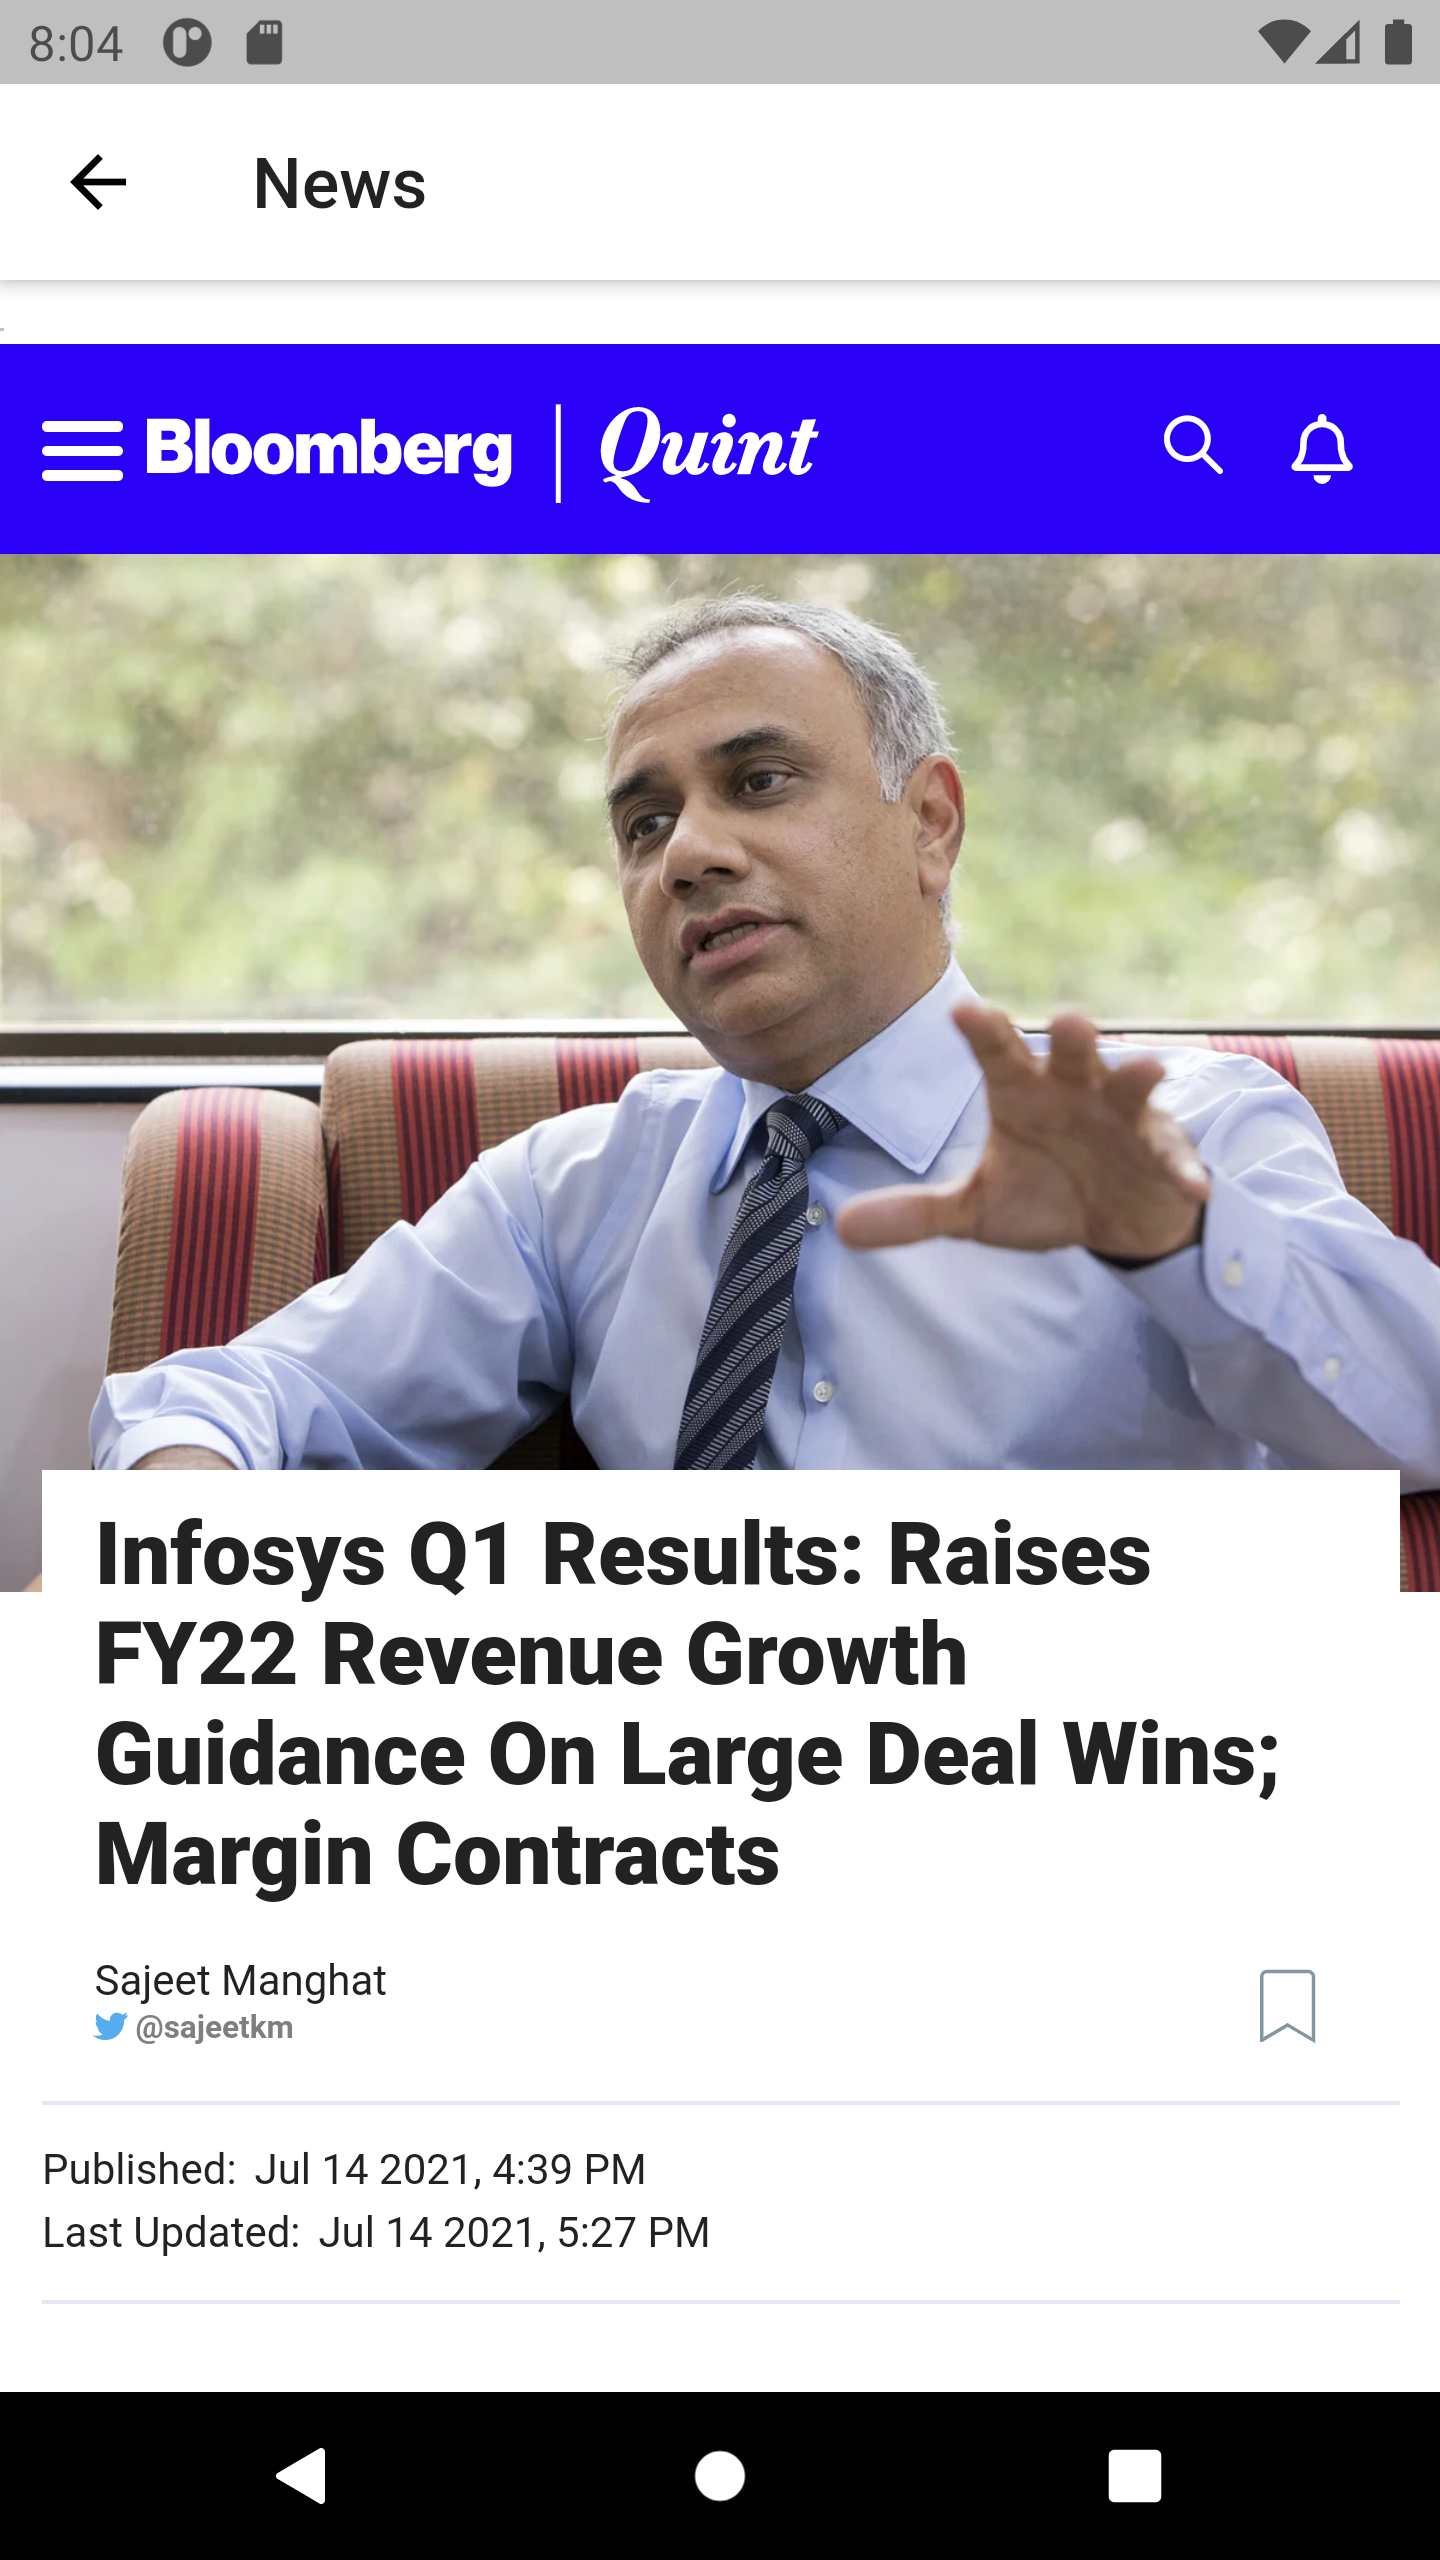 8:04
News
Bloomberg | Quint
Infosys Q1 Results: Raises
FY22 Revenue Growth
Guidance On Large Deal Wins;
Margin Contracts
Sajeet Manghat
@sajeetkm
Published: Jul 14 2021, 4:39 PM
Last Updated: Jul 14 2021, 5:27 PM